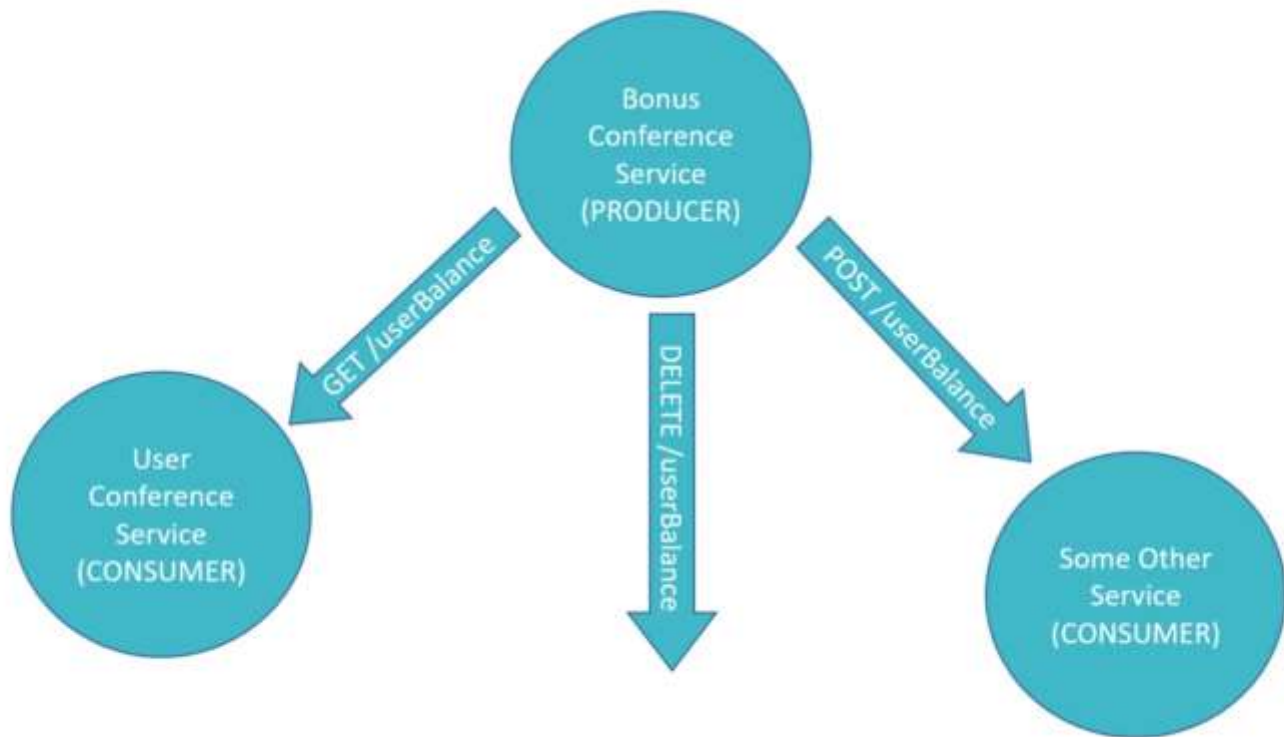 Bonus
Conference
Service
(PRODUCER)
GET /userBalance
DELETE /userBalance
POST /userBalance
User
Conference
Service
(CONSUMER)
Some Other
Service
(CONSUMER)